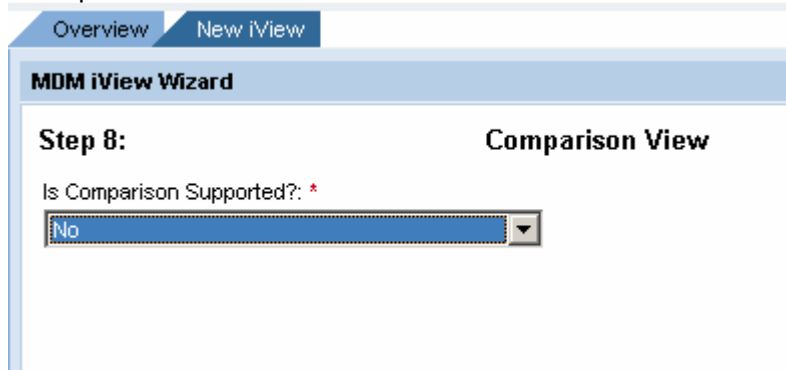 Overview New iView
MDM iView Wizard
Step 8: Comparison View
Is Comparison Supported?: *
No